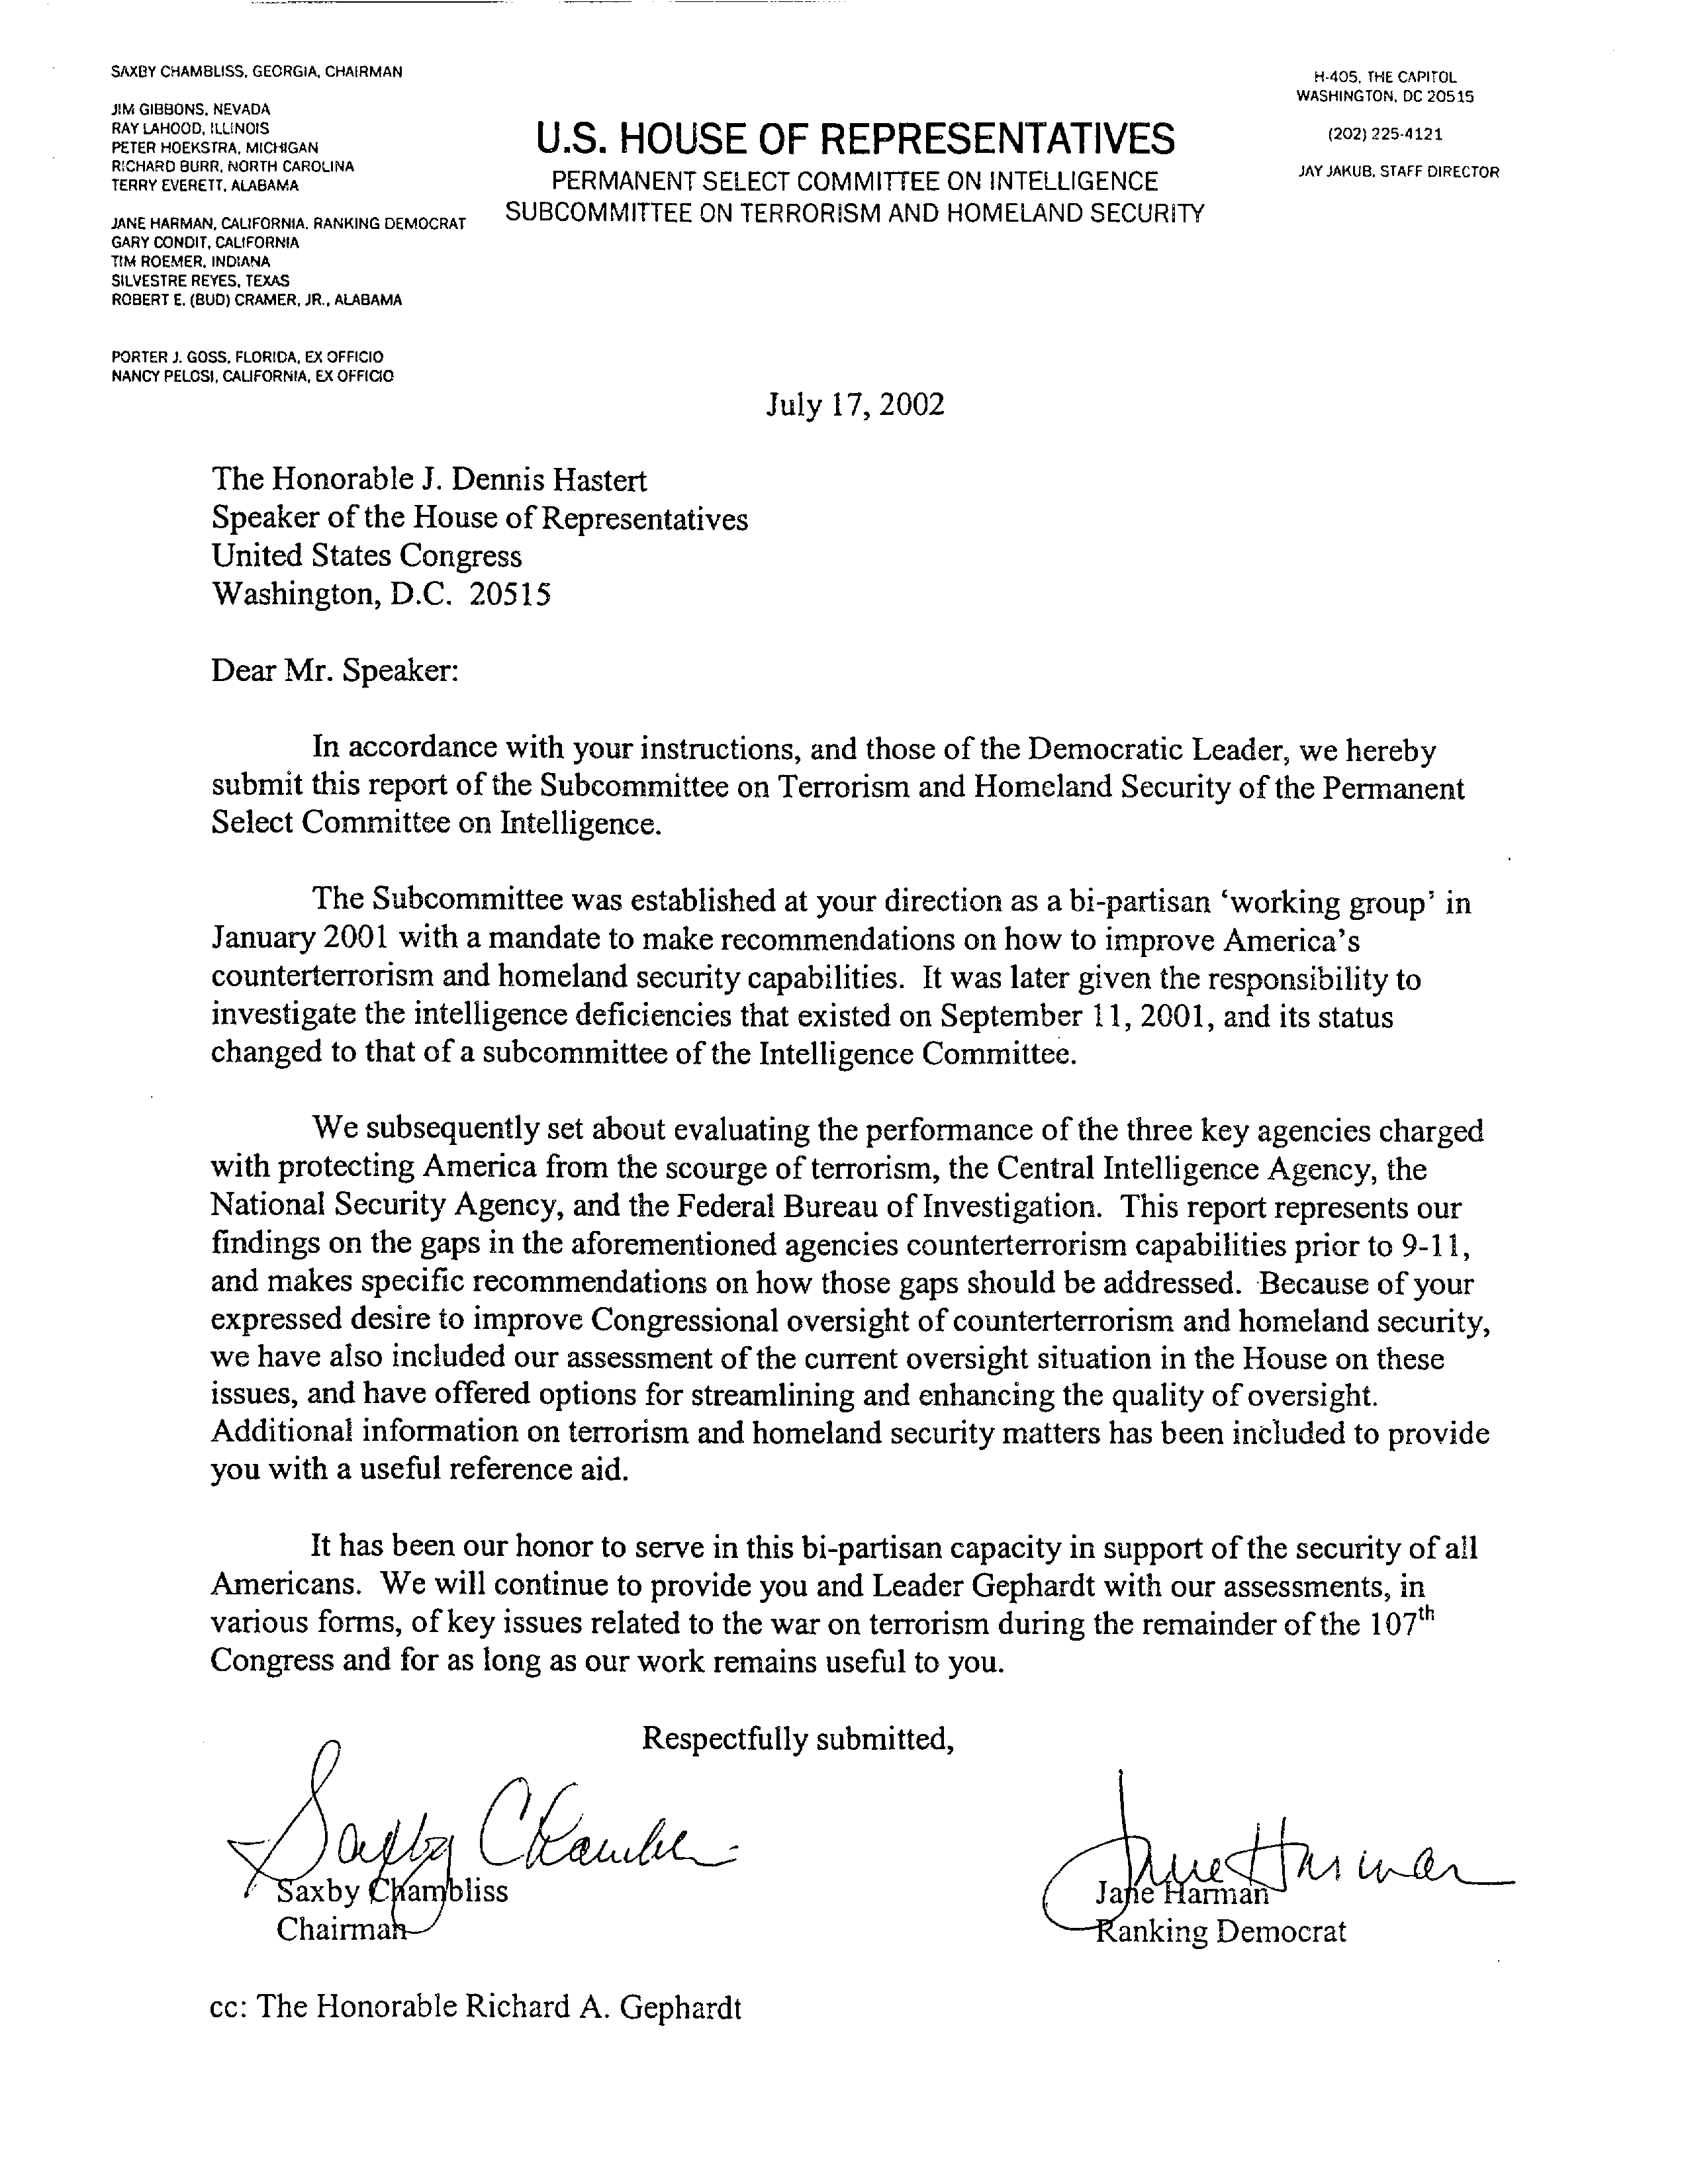 SAXBY CHAMBLISS, GEORGIA, CHAIRMAN
JIM GIBBONS, NEVADA
RAY LAHOOD, ILLINOIS
PETER HOEKSTRA, MICHIGAN
RICHARD BURR, NORTH CAROLINA
TERRY EVERETT, ALABAMA
JANE HARMAN, CALIFORNIA, RANKING DEMOCRAT
GARY CONDIT, CALIFORNIA
TIM ROEMER, INDIANA
SILVESTRE REYES, TEXAS
ROBERT E. (BUD) CRAMER, JR., ALABAMA
PORTER J. GOSS, FLORIDA, EX OFFICIO
NANCY PELOSI, CALIFORNIA, EX OFFICIO
U.S. HOUSE OF REPRESENTATIVES
PERMANENT SELECT COMMITTEE ON INTELLIGENCE
SUBCOMMITTEE ON TERRORISM AND HOMELAND SECURITY
H-405, THE CAPITOL
WASHINGTON, DC 20515
(202) 225-4121
JAY JAKUB, STAFF DIRECTOR
July 17, 2002
The Honorable J. Dennis Hastert
Speaker of the House of Representatives
United States Congress
Washington, D.C. 20515
Dear Mr. Speaker:
In accordance with your instructions, and those of the Democratic Leader, we hereby
submit this report of the Subcommittee on Terrorism and Homeland Security of the Permanent
Select Committee on Intelligence.
The Subcommittee was established at your direction as a bi-partisan ‘working group’ in
January 2001 with a mandate to make recommendations on how to improve America’s
counterterrorism and homeland security capabilities. It was later given the responsibility to
investigate the intelligence deficiencies that existed on September 11, 2001, and its status
changed to that of a subcommittee of the Intelligence Committee.
We subsequently set about evaluating the performance of the three key agencies charged
with protecting America from the scourge of terrorism, the Central Intelligence Agency, the
National Security Agency, and the Federal Bureau of Investigation. This report represents our
findings on the gaps in the aforementioned agencies counterterrorism capabilities prior to 9-11,
and makes specific recommendations on how those gaps should be addressed. Because of your
expressed desire to improve Congressional oversight of counterterrorism and homeland security,
we have also included our assessment of the current oversight situation in the House on these
issues, and have offered options for streamlining and enhancing the quality of oversight.
Additional information on terrorism and homeland security matters has been included to provide
you with a useful reference aid.
It has been our honor to serve in this bi-partisan capacity in support of the security of all
Americans. We will continue to provide you and Leader Gephardt with our assessments, in
various forms, of key issues related to the war on terrorism during the remainder of the 107th
Congress and for as long as our work remains useful to you.
Respectfully submitted,
Saxby Chambliss
Saxby Chambliss
Chairman
Jane Harman
Jane Harman
Ranking Democrat
cc: The Honorable Richard A. Gephardt